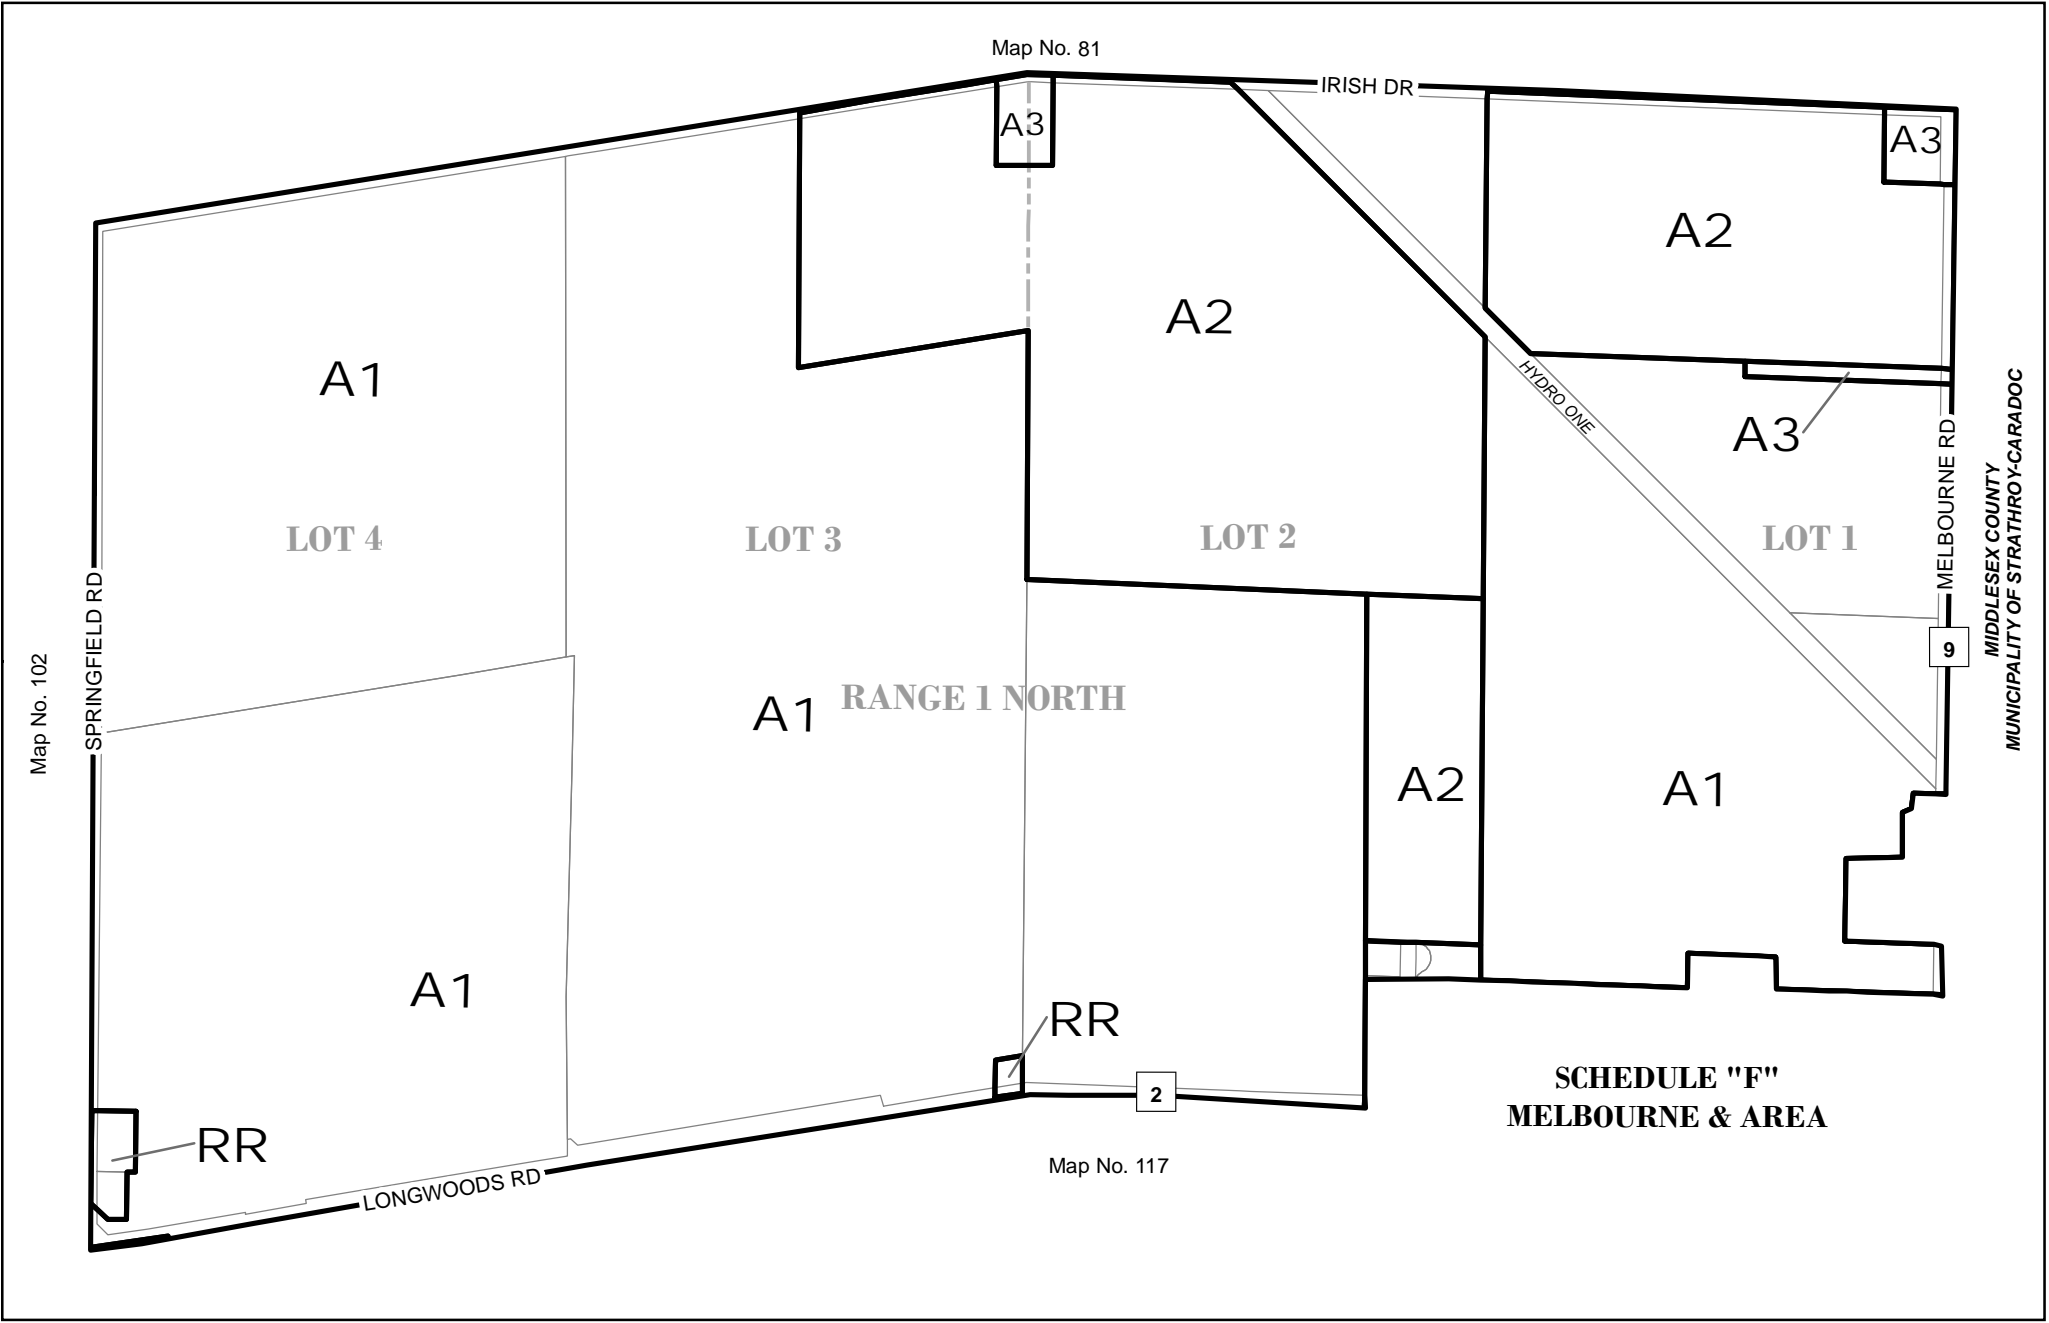 Map No. 81
IRISH DR
A3
A3
A2
A2
A1
HYDRO ONE
A3
MELBOURNE RD
MIDDLESEX COUNTY
MUNICIPALITY OF STRATHROY-CARADOC
LOT 4
LOT 3
LOT 2
LOT 1
SPRINGFIELD RD
Map No. 102
9
RANGE 1 NORTH
A1
A2
A1
A1
RR
SCHEDULE "F"
MELBOURNE & AREA
2
RR
Map No. 117
LONGWOODS RD